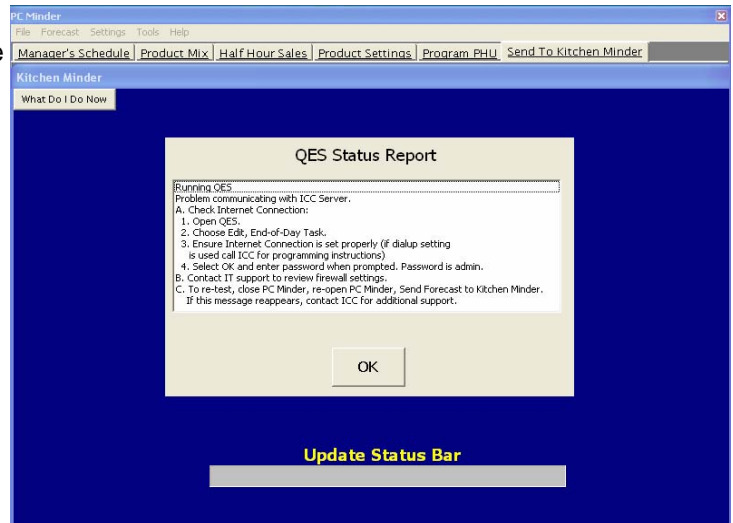 PC Minder
File Forecast Settings Tools Help
e
Manager's Schedule Product Mix Half Hour Sales Product Settings Program PHU Send To Kitchen Minder
Kitchen Minder
What Do I Do Now
QES Status Report
Running QES
Problem communicating with ICC Server.
A. Check Internet Connection:
1. Open QES.
2. Choose Edit, End-of-Day Task.
3. Ensure Internet Connection is set properly (if dialup setting
is used call ICC for programming instructions)
4. Select OK and enter password when prompted. Password is admin.
B. Contact IT support to review firewall settings.
C. To re-test, close PC Minder, re-open PC Minder, Send Forecast to Kitchen Minder.
If this message reappears, contact ICC for additional support.
OK
Update Status Bar